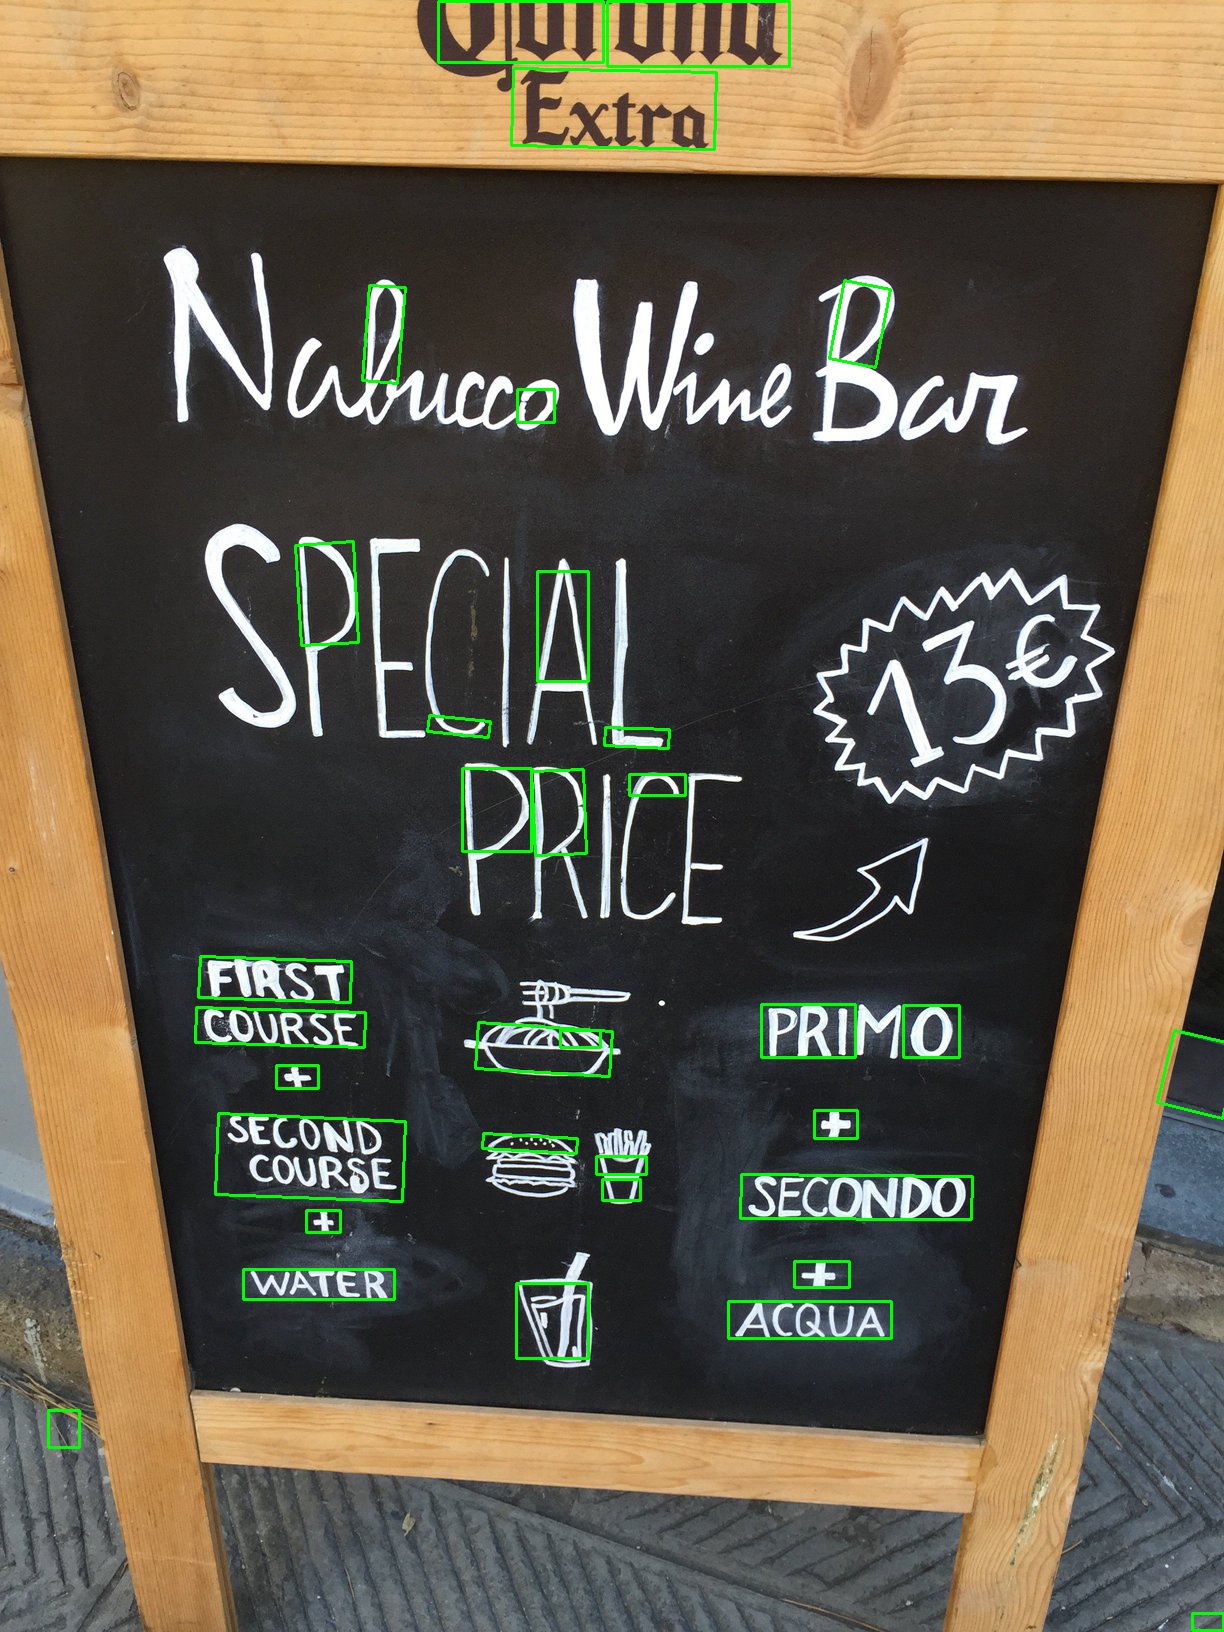 Corona
Extra
Nabucco Wine Bar
SPECIAL
PRICE
13€
FIRST
COURSE
+
SECOND
COURSE
+
WATER
PRIMO
+
SECONDO
+
ACQUA